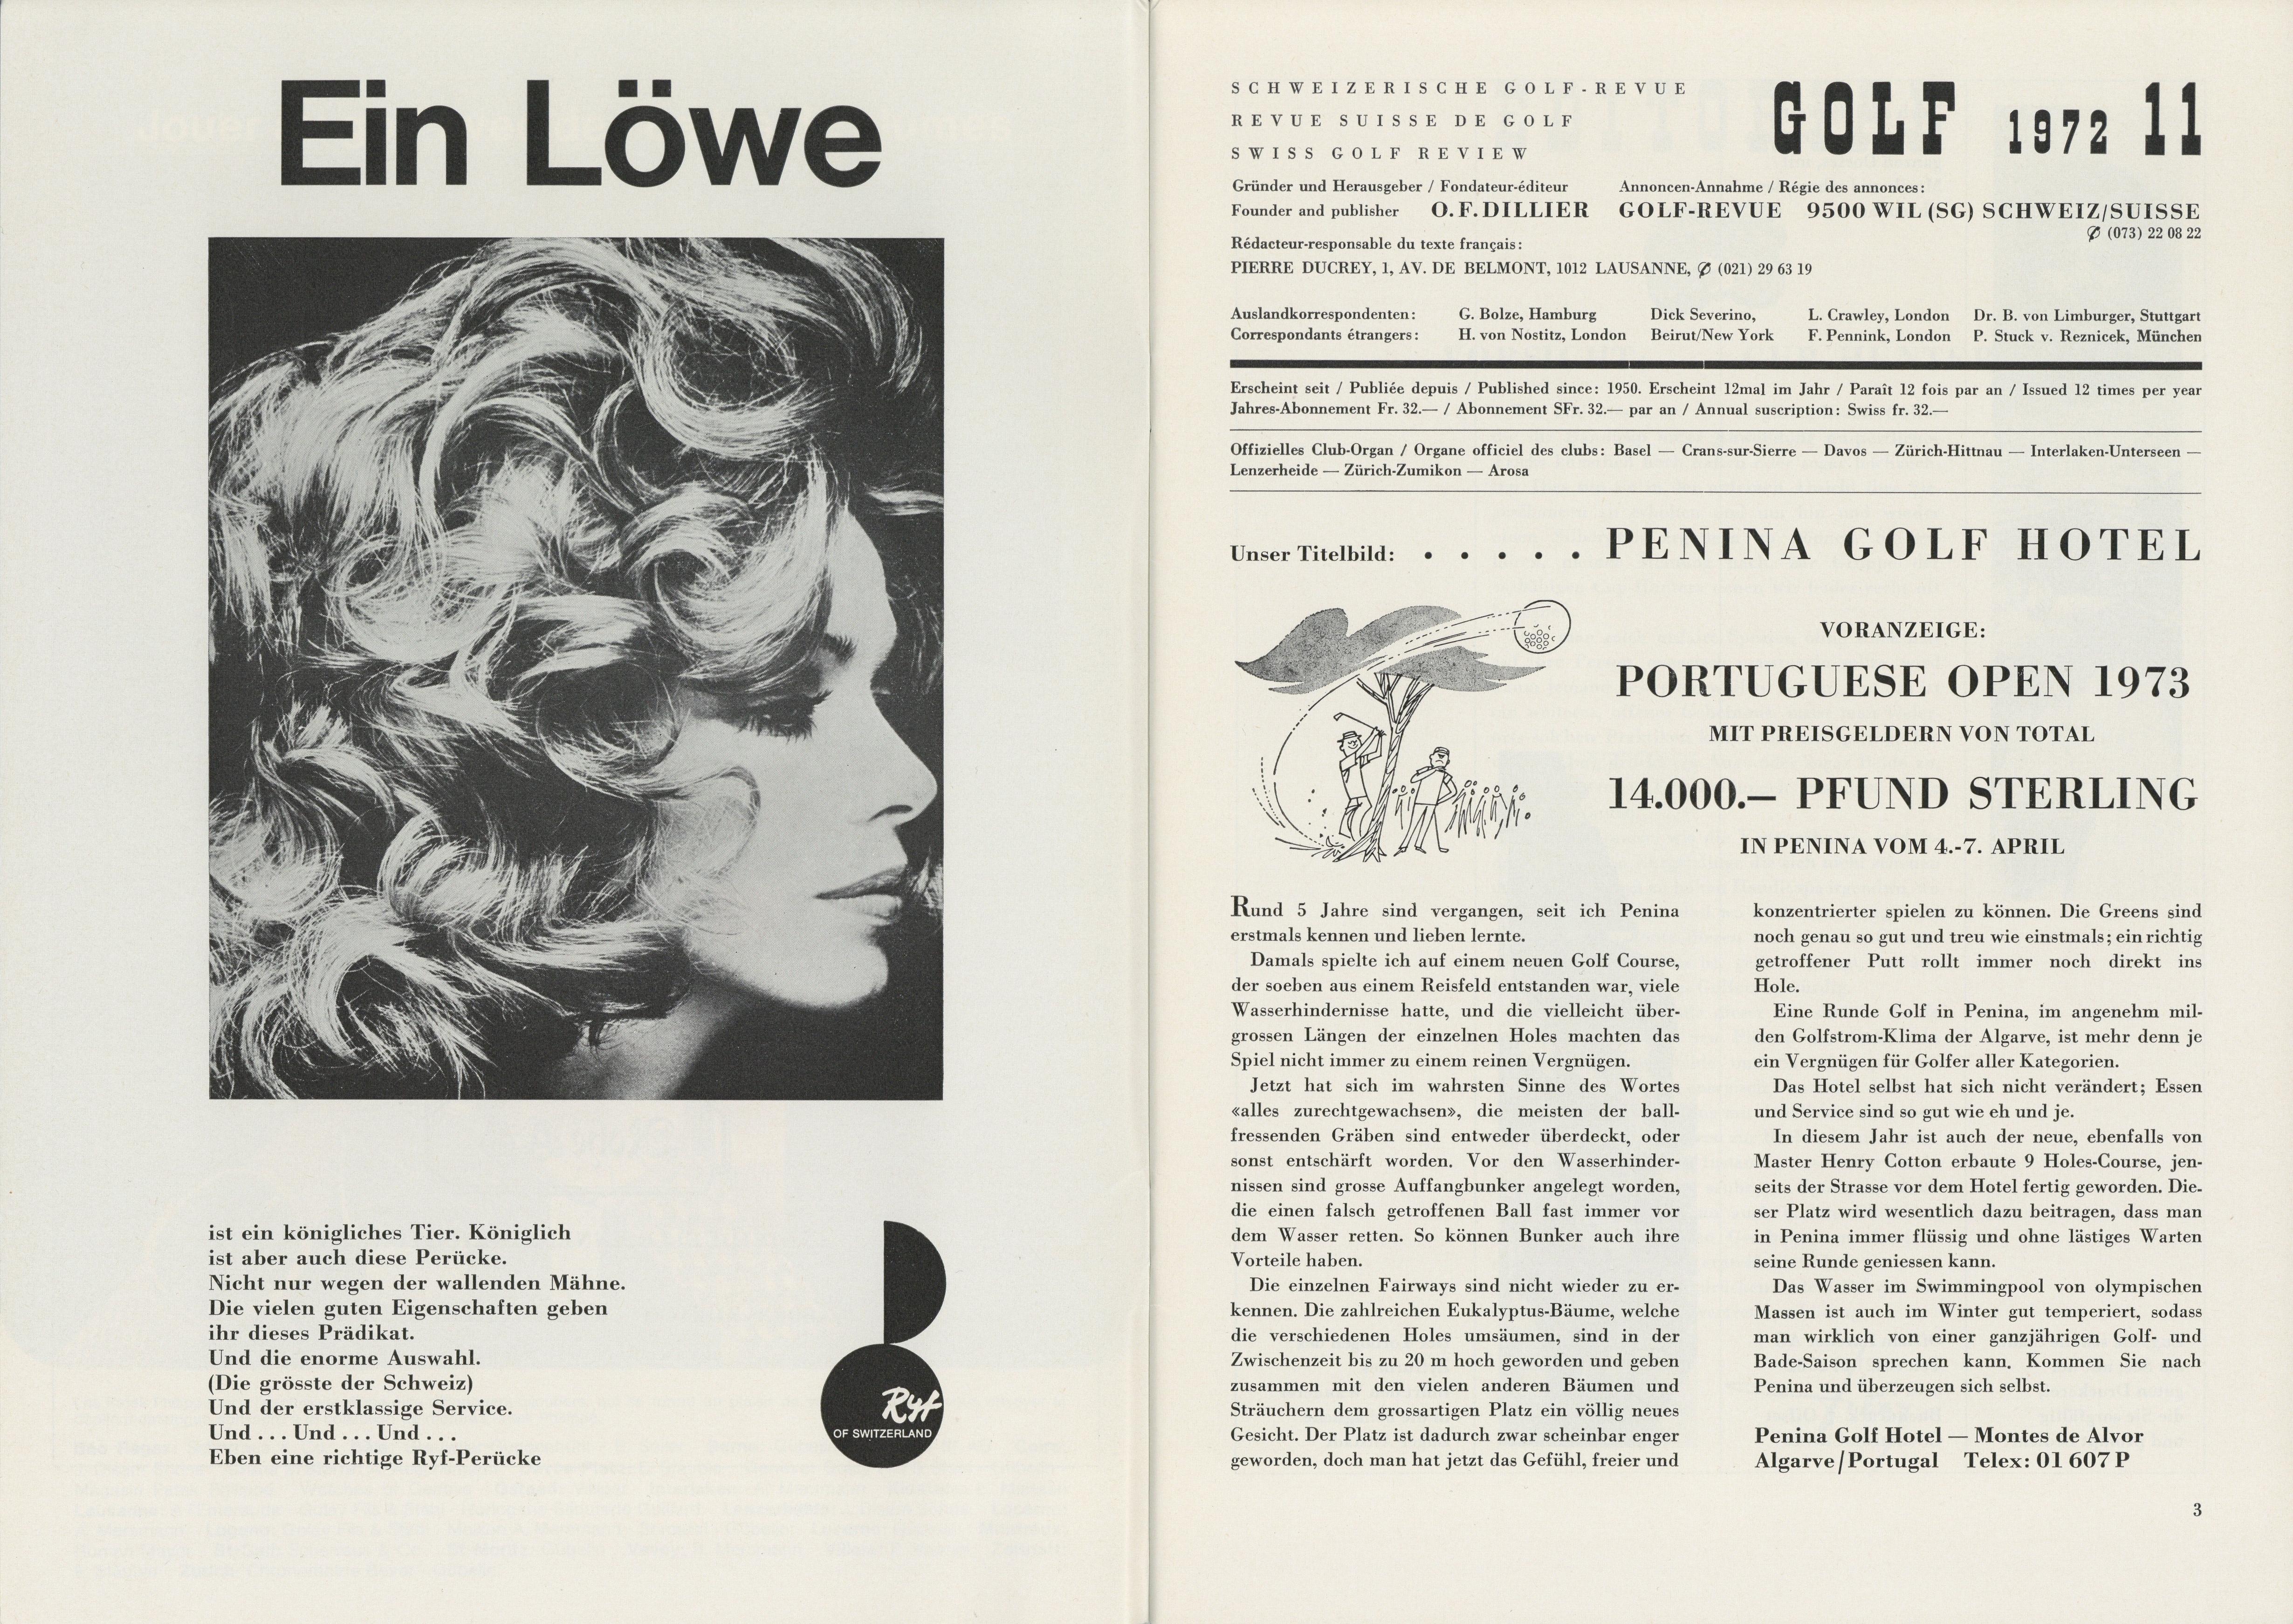 Ein Löwe
ist ein königliches Tier. Königlich
ist aber auch diese Perücke.
Nicht nur wegen der wallenden Mähne.
Die vielen guten Eigenschaften geben
ihr dieses Prädikat.
Und die enorme Auswahl.
(Die grösste der Schweiz)
Und der erstklassige Service.
Und . . . Und . . . Und . . .
Eben eine richtige Ryf-Perücke
Ryf
OF SWITZERLAND
SCHWEIZERISCHE GOLF-REVUE
REVUE SUISSE DE GOLF
SWISS GOLF REVIEW
GOLF 1972 11
Gründer und Herausgeber / Fondateur-éditeur
Founder and publisher O. F. DILLIER
Annoncen-Annahme / Régie des annonces:
GOLF-REVUE 9500 WIL (SG) SCHWEIZ/SUISSE
✆ (073) 22 08 22
Rédacteur-responsable du texte français:
PIERRE DUCREY, 1, AV. DE BELMONT, 1012 LAUSANNE, ✆ (021) 29 63 19
Auslandkorrespondenten: G. Bolze, Hamburg Dick Severino, L. Crawley, London Dr. B. von Limburger, Stuttgart
Correspondants étrangers: H. von Nostitz, London Beirut/New York F. Pennink, London P. Stuck v. Reznicek, München
Erscheint seit / Publiée depuis / Published since: 1950. Erscheint 12mal im Jahr / Paraît 12 fois par an / Issued 12 times per year
Jahres-Abonnement Fr. 32.— / Abonnement SFr. 32.— par an / Annual suscription: Swiss fr. 32.—
Offizielles Club-Organ / Organe officiel des clubs: Basel — Crans-sur-Sierre — Davos — Zürich-Hittnau — Interlaken-Unterseen —
Lenzerheide — Zürich-Zumikon — Arosa
Unser Titelbild: . . . . . PENINA GOLF HOTEL
VORANZEIGE:
PORTUGUESE OPEN 1973
MIT PREISGELDERN VON TOTAL
14.000.– PFUND STERLING
IN PENINA VOM 4.-7. APRIL
Rund 5 Jahre sind vergangen, seit ich Penina
erstmals kennen und lieben lernte.
Damals spielte ich auf einem neuen Golf Course,
der soeben aus einem Reisfeld entstanden war, viele
Wasserhindernisse hatte, und die vielleicht über-
grossen Längen der einzelnen Holes machten das
Spiel nicht immer zu einem reinen Vergnügen.
Jetzt hat sich im wahrsten Sinne des Wortes
«alles zurechtgewachsen», die meisten der ball-
fressenden Gräben sind entweder überdeckt, oder
sonst entschärft worden. Vor den Wasserhinder-
nissen sind grosse Auffangbunker angelegt worden,
die einen falsch getroffenen Ball fast immer vor
dem Wasser retten. So können Bunker auch ihre
Vorteile haben.
Die einzelnen Fairways sind nicht wieder zu er-
kennen. Die zahlreichen Eukalyptus-Bäume, welche
die verschiedenen Holes umsäumen, sind in der
Zwischenzeit bis zu 20 m hoch geworden und geben
zusammen mit den vielen anderen Bäumen und
Sträuchern dem grossartigen Platz ein völlig neues
Gesicht. Der Platz ist dadurch zwar scheinbar enger
geworden, doch man hat jetzt das Gefühl, freier und
konzentrierter spielen zu können. Die Greens sind
noch genau so gut und treu wie einstmals; ein richtig
getroffener Putt rollt immer noch direkt ins
Hole.
Eine Runde Golf in Penina, im angenehm mil-
den Golfstrom-Klima der Algarve, ist mehr denn je
ein Vergnügen für Golfer aller Kategorien.
Das Hotel selbst hat sich nicht verändert; Essen
und Service sind so gut wie eh und je.
In diesem Jahr ist auch der neue, ebenfalls von
Master Henry Cotton erbaute 9 Holes-Course, jen-
seits der Strasse vor dem Hotel fertig geworden. Die-
ser Platz wird wesentlich dazu beitragen, dass man
in Penina immer flüssig und ohne lästiges Warten
seine Runde geniessen kann.
Das Wasser im Swimmingpool von olympischen
Massen ist auch im Winter gut temperiert, sodass
man wirklich von einer ganzjährigen Golf- und
Bade-Saison sprechen kann. Kommen Sie nach
Penina und überzeugen sich selbst.
Penina Golf Hotel — Montes de Alvor
Algarve/Portugal Telex: 01 607 P
3